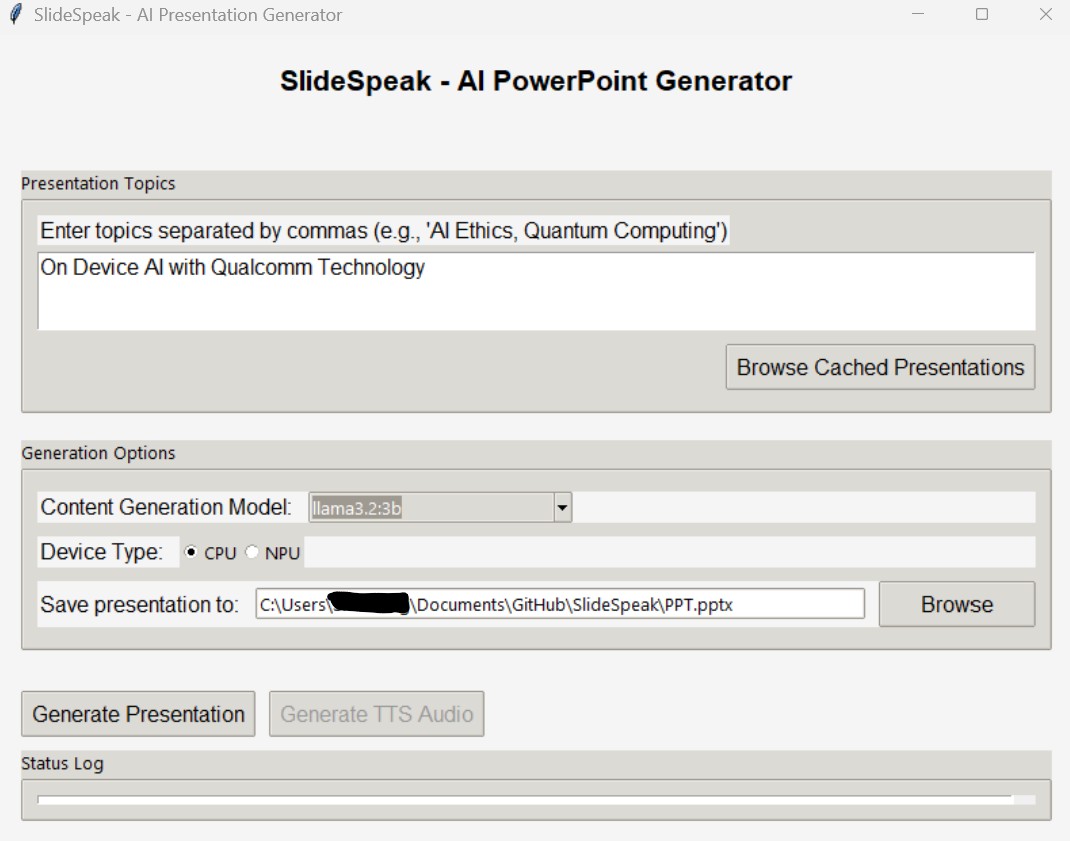 SlideSpeak - AI Presentation Generator
SlideSpeak - AI PowerPoint Generator
Presentation Topics
Enter topics separated by commas (e.g., 'AI Ethics, Quantum Computing')
On Device AI with Qualcomm Technology
Browse Cached Presentations
Generation Options
Content Generation Model: llama3.2:3b
Device Type: CPU NPU
Save presentation to: C:\Users\ \Documents\GitHub\SlideSpeak\PPT.pptx Browse
Generate Presentation Generate TTS Audio
Status Log